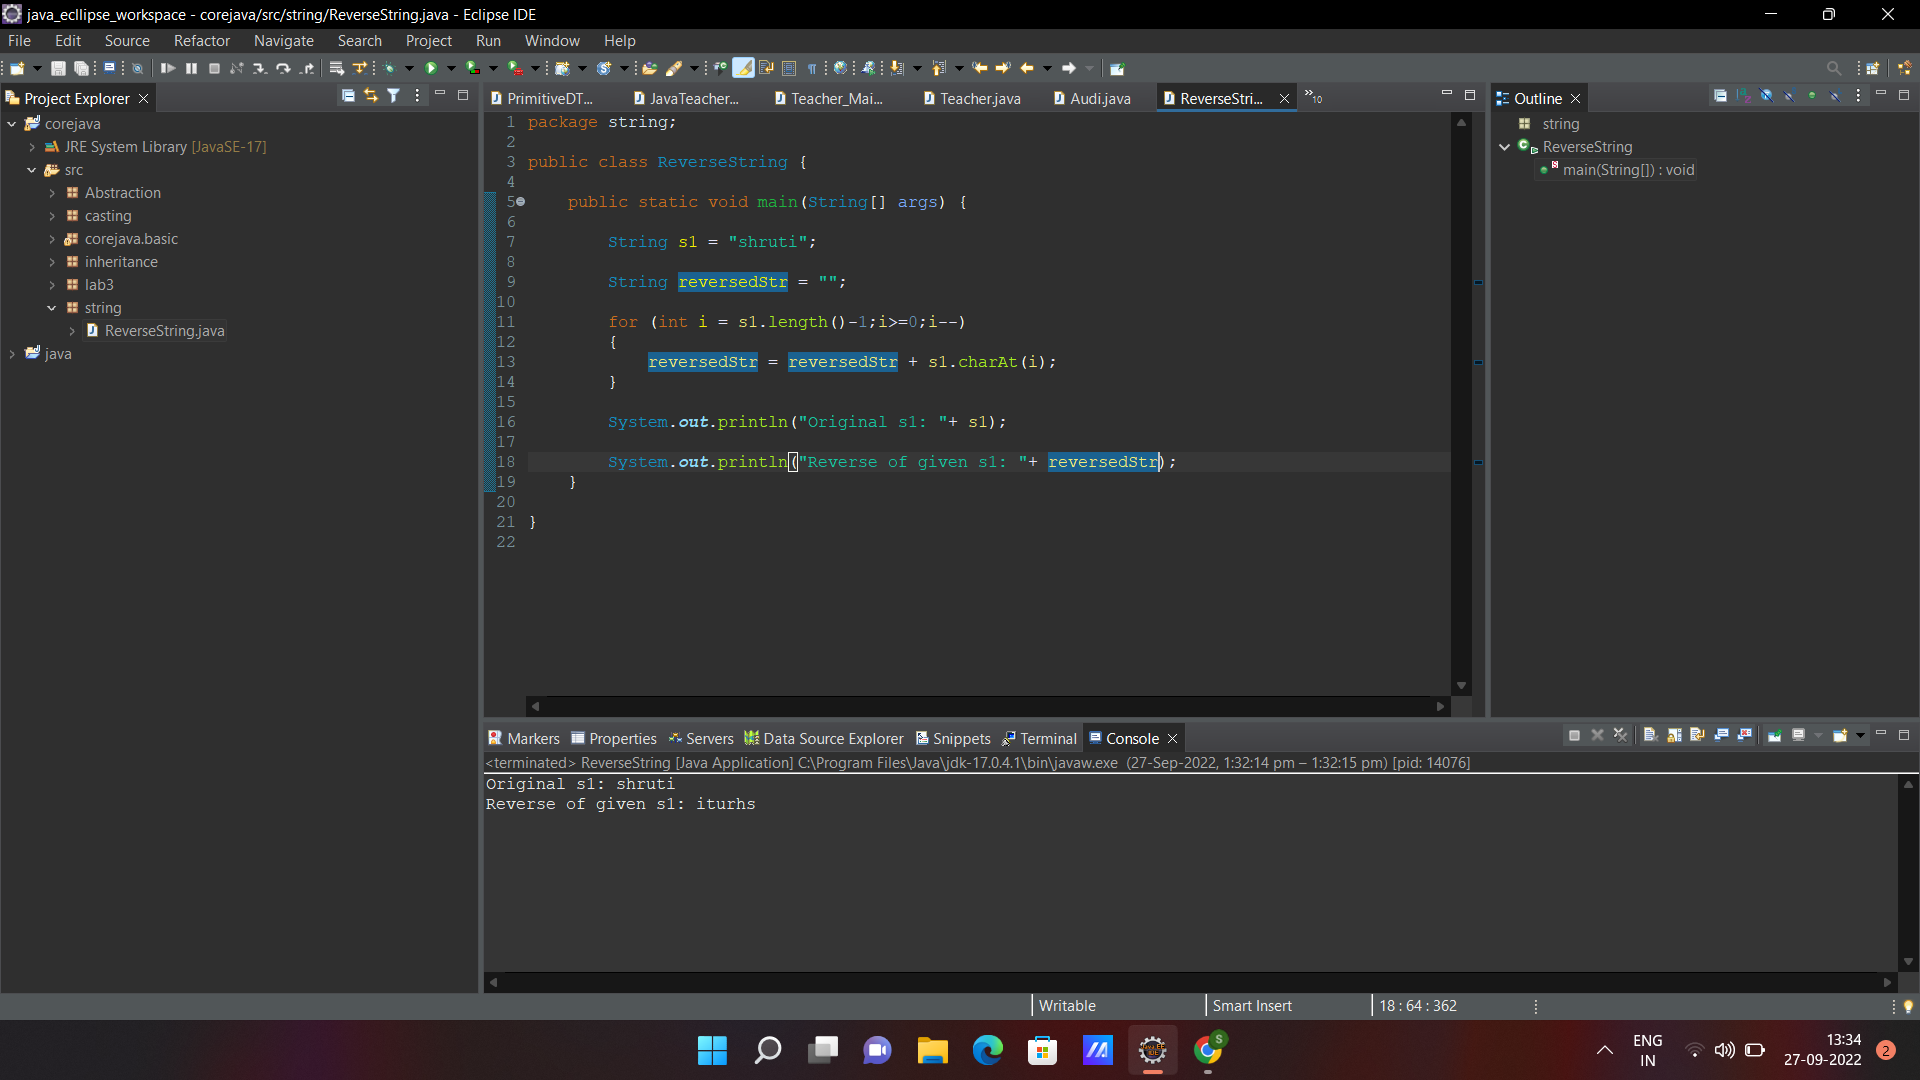 java_ecllipse_workspace - corejava/src/string/ReverseString.java - Eclipse IDE
File Edit Source Refactor Navigate Search Project Run Window Help
Project Explorer
corejava
JRE System Library [JavaSE-17]
src
Abstraction
casting
corejava.basic
inheritance
lab3
string
ReverseString.java
java
PrimitiveDT... JavaTeacher... Teacher_Mai... Teacher.java Audi.java ReverseStri... »10
1 package string;
2
3 public class ReverseString {
4
5 public static void main(String[] args) {
6
7 String s1 = "shruti";
8
9 String reversedStr = "";
10
11 for (int i = s1.length()-1;i>=0;i--)
12 {
13 reversedStr = reversedStr + s1.charAt(i);
14 }
15
16 System.out.println("Original s1: "+ s1);
17
18 System.out.println("Reverse of given s1: "+ reversedStr);
19 }
20
21 }
22
Outline
string
ReverseString
main(String[]) : void
Markers Properties Servers Data Source Explorer Snippets Terminal Console
<terminated> ReverseString [Java Application] C:\Program Files\Java\jdk-17.0.4.1\bin\javaw.exe (27-Sep-2022, 1:32:14 pm – 1:32:15 pm) [pid: 14076]
Original s1: shruti
Reverse of given s1: iturhs
Writable Smart Insert 18 : 64 : 362
S
ENG
IN
13:34
27-09-2022
2